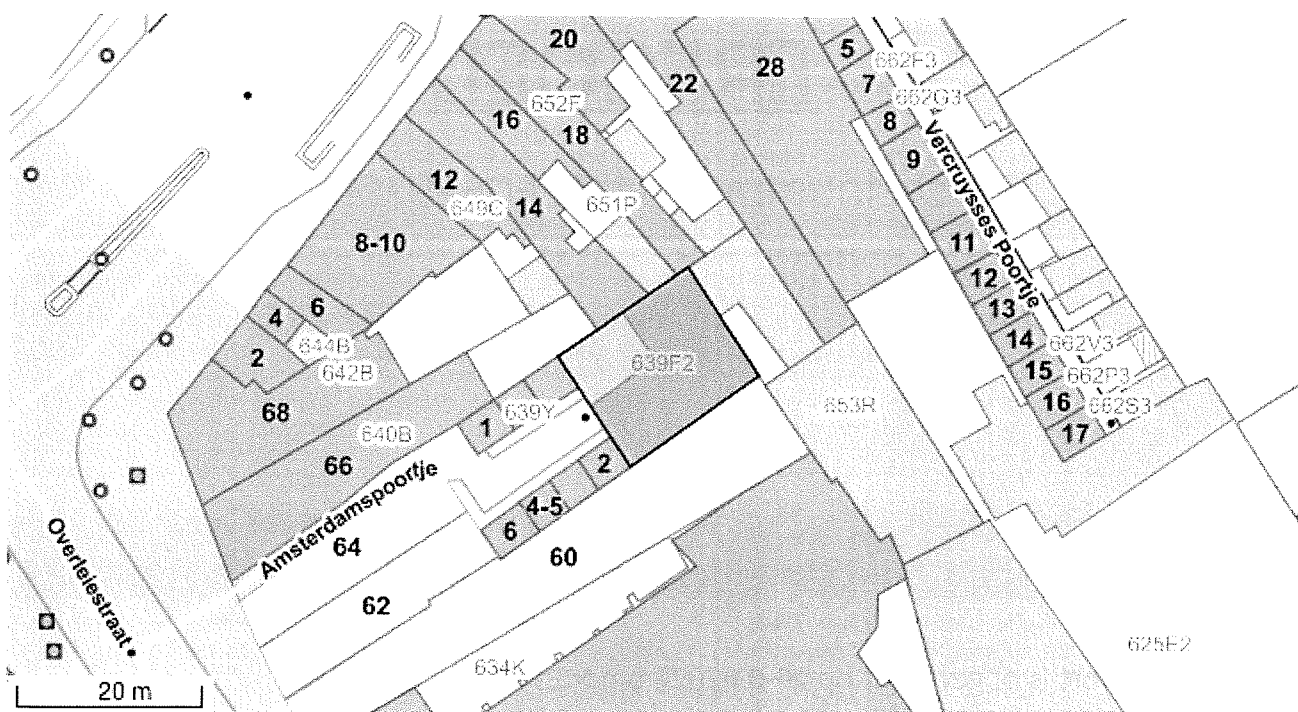 20
22
28
5
662F3
7
662G3
652F
16
18
8
9
Vercruysses Poortje
12
649C
14
651P
8-10
11
12
6
4
13
644B
2
642B
14
662V3
639F2
15
662P3
653R
68
639Y
16
662S3
640B
1
17
66
2
Amsterdamspoortje
4-5
6
64
60
62
Overleiestraat
634K
625E2
20 m